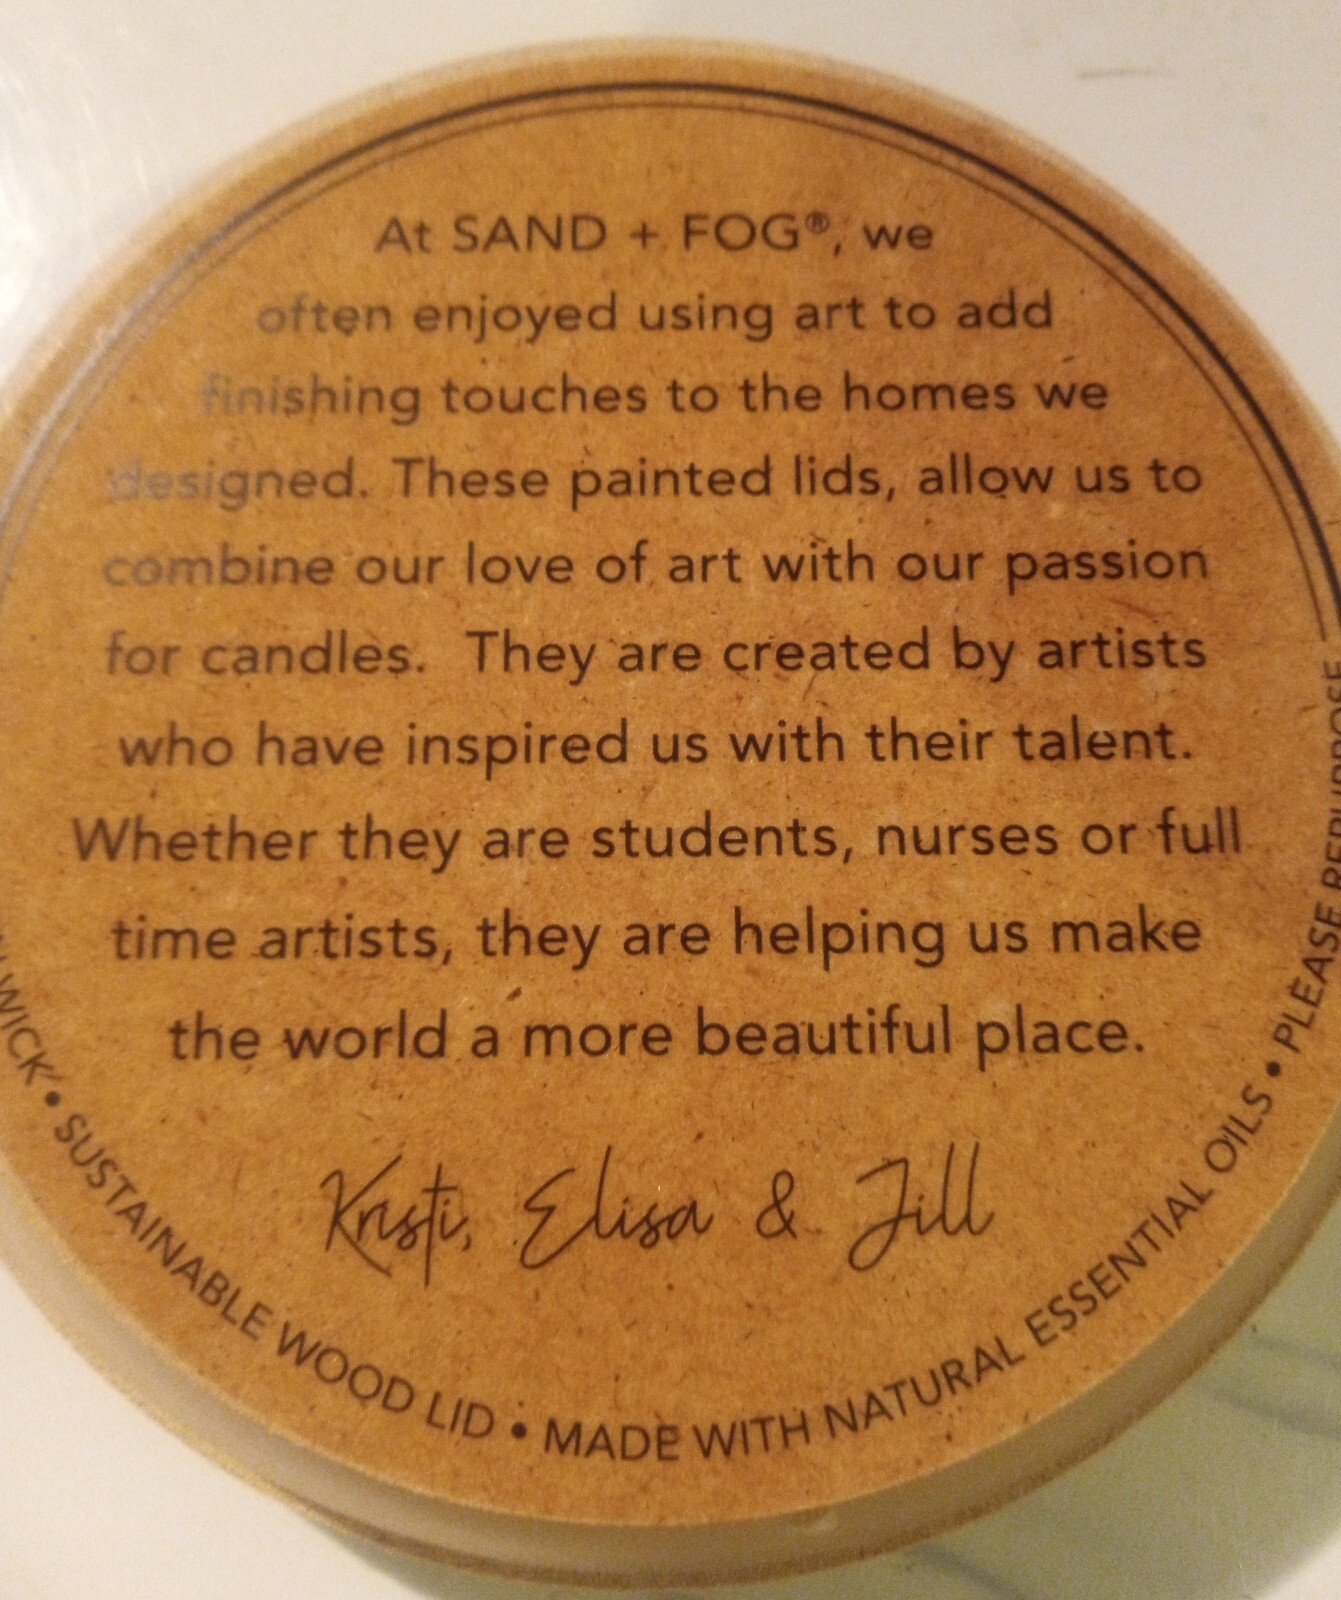 At SAND + FOG®, we
often enjoyed using art to add
finishing touches to the homes we
designed. These painted lids, allow us to
combine our love of art with our passion
for candles. They are created by artists
who have inspired us with their talent.
Whether they are students, nurses or full
time artists, they are helping us make
the world a more beautiful place.
Kristi, Elisa & Jill
WICK • SUSTAINABLE WOOD LID • MADE WITH NATURAL ESSENTIAL OILS • PLEASE REPURPOSE